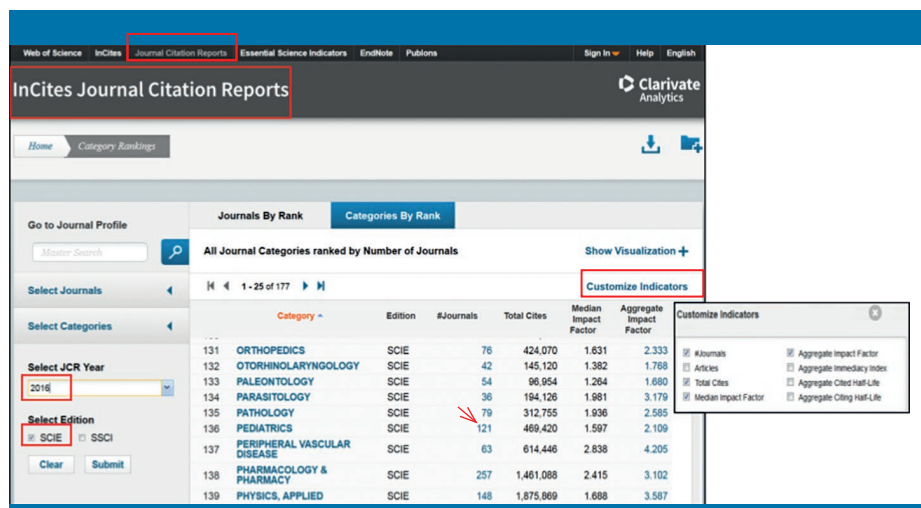 Web of Science InCites Journal Citation Reports Essential Science Indicators EndNote Publons Sign In Help English
InCites Journal Citation Reports
Clarivate
Analytics
Home Category Rankings
Go to Journal Profile
Master Search
Select Journals
Select Categories
Select JCR Year
2016
Select Edition
SCIE SSCI
Clear Submit
Journals By Rank Categories By Rank
All Journal Categories ranked by Number of Journals Show Visualization +
1 - 25 of 177 Customize Indicators
Category Edition #Journals Total Cites Median Impact Factor Aggregate Impact Factor
131 ORTHOPEDICS SCIE 76 424,070 1.631 2.333
132 OTORHINOLARYNGOLOGY SCIE 42 145,120 1.382 1.768
133 PALEONTOLOGY SCIE 54 96,954 1.264 1.680
134 PARASITOLOGY SCIE 36 194,126 1.981 3.179
135 PATHOLOGY SCIE 79 312,755 1.936 2.585
136 PEDIATRICS SCIE 121 469,420 1.597 2.109
137 PERIPHERAL VASCULAR DISEASE SCIE 63 614,446 2.838 4.205
138 PHARMACOLOGY & PHARMACY SCIE 257 1,461,088 2.415 3.102
139 PHYSICS, APPLIED SCIE 148 1,875,869 1.688 3.587
Customize Indicators
#Journals Aggregate Impact Factor
Articles Aggregate Immediacy Index
Total Cites Aggregate Cited Half-Life
Median Impact Factor Aggregate Citing Half-Life